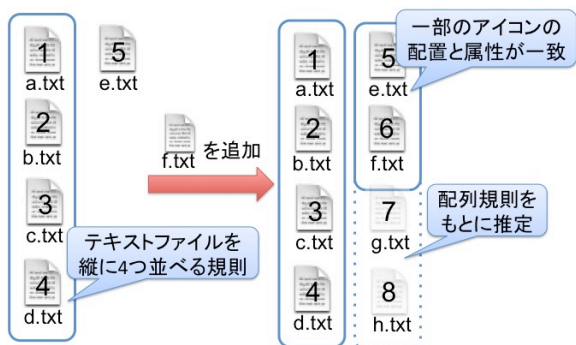 1
a.txt
2
b.txt
3
c.txt
4
d.txt
5
e.txt
テキストファイルを
縦に4つ並べる規則
f.txt を追加
1
a.txt
2
b.txt
3
c.txt
4
d.txt
5
e.txt
6
f.txt
7
g.txt
8
h.txt
一部のアイコンの
配置と属性が一致
配列規則を
もとに推定